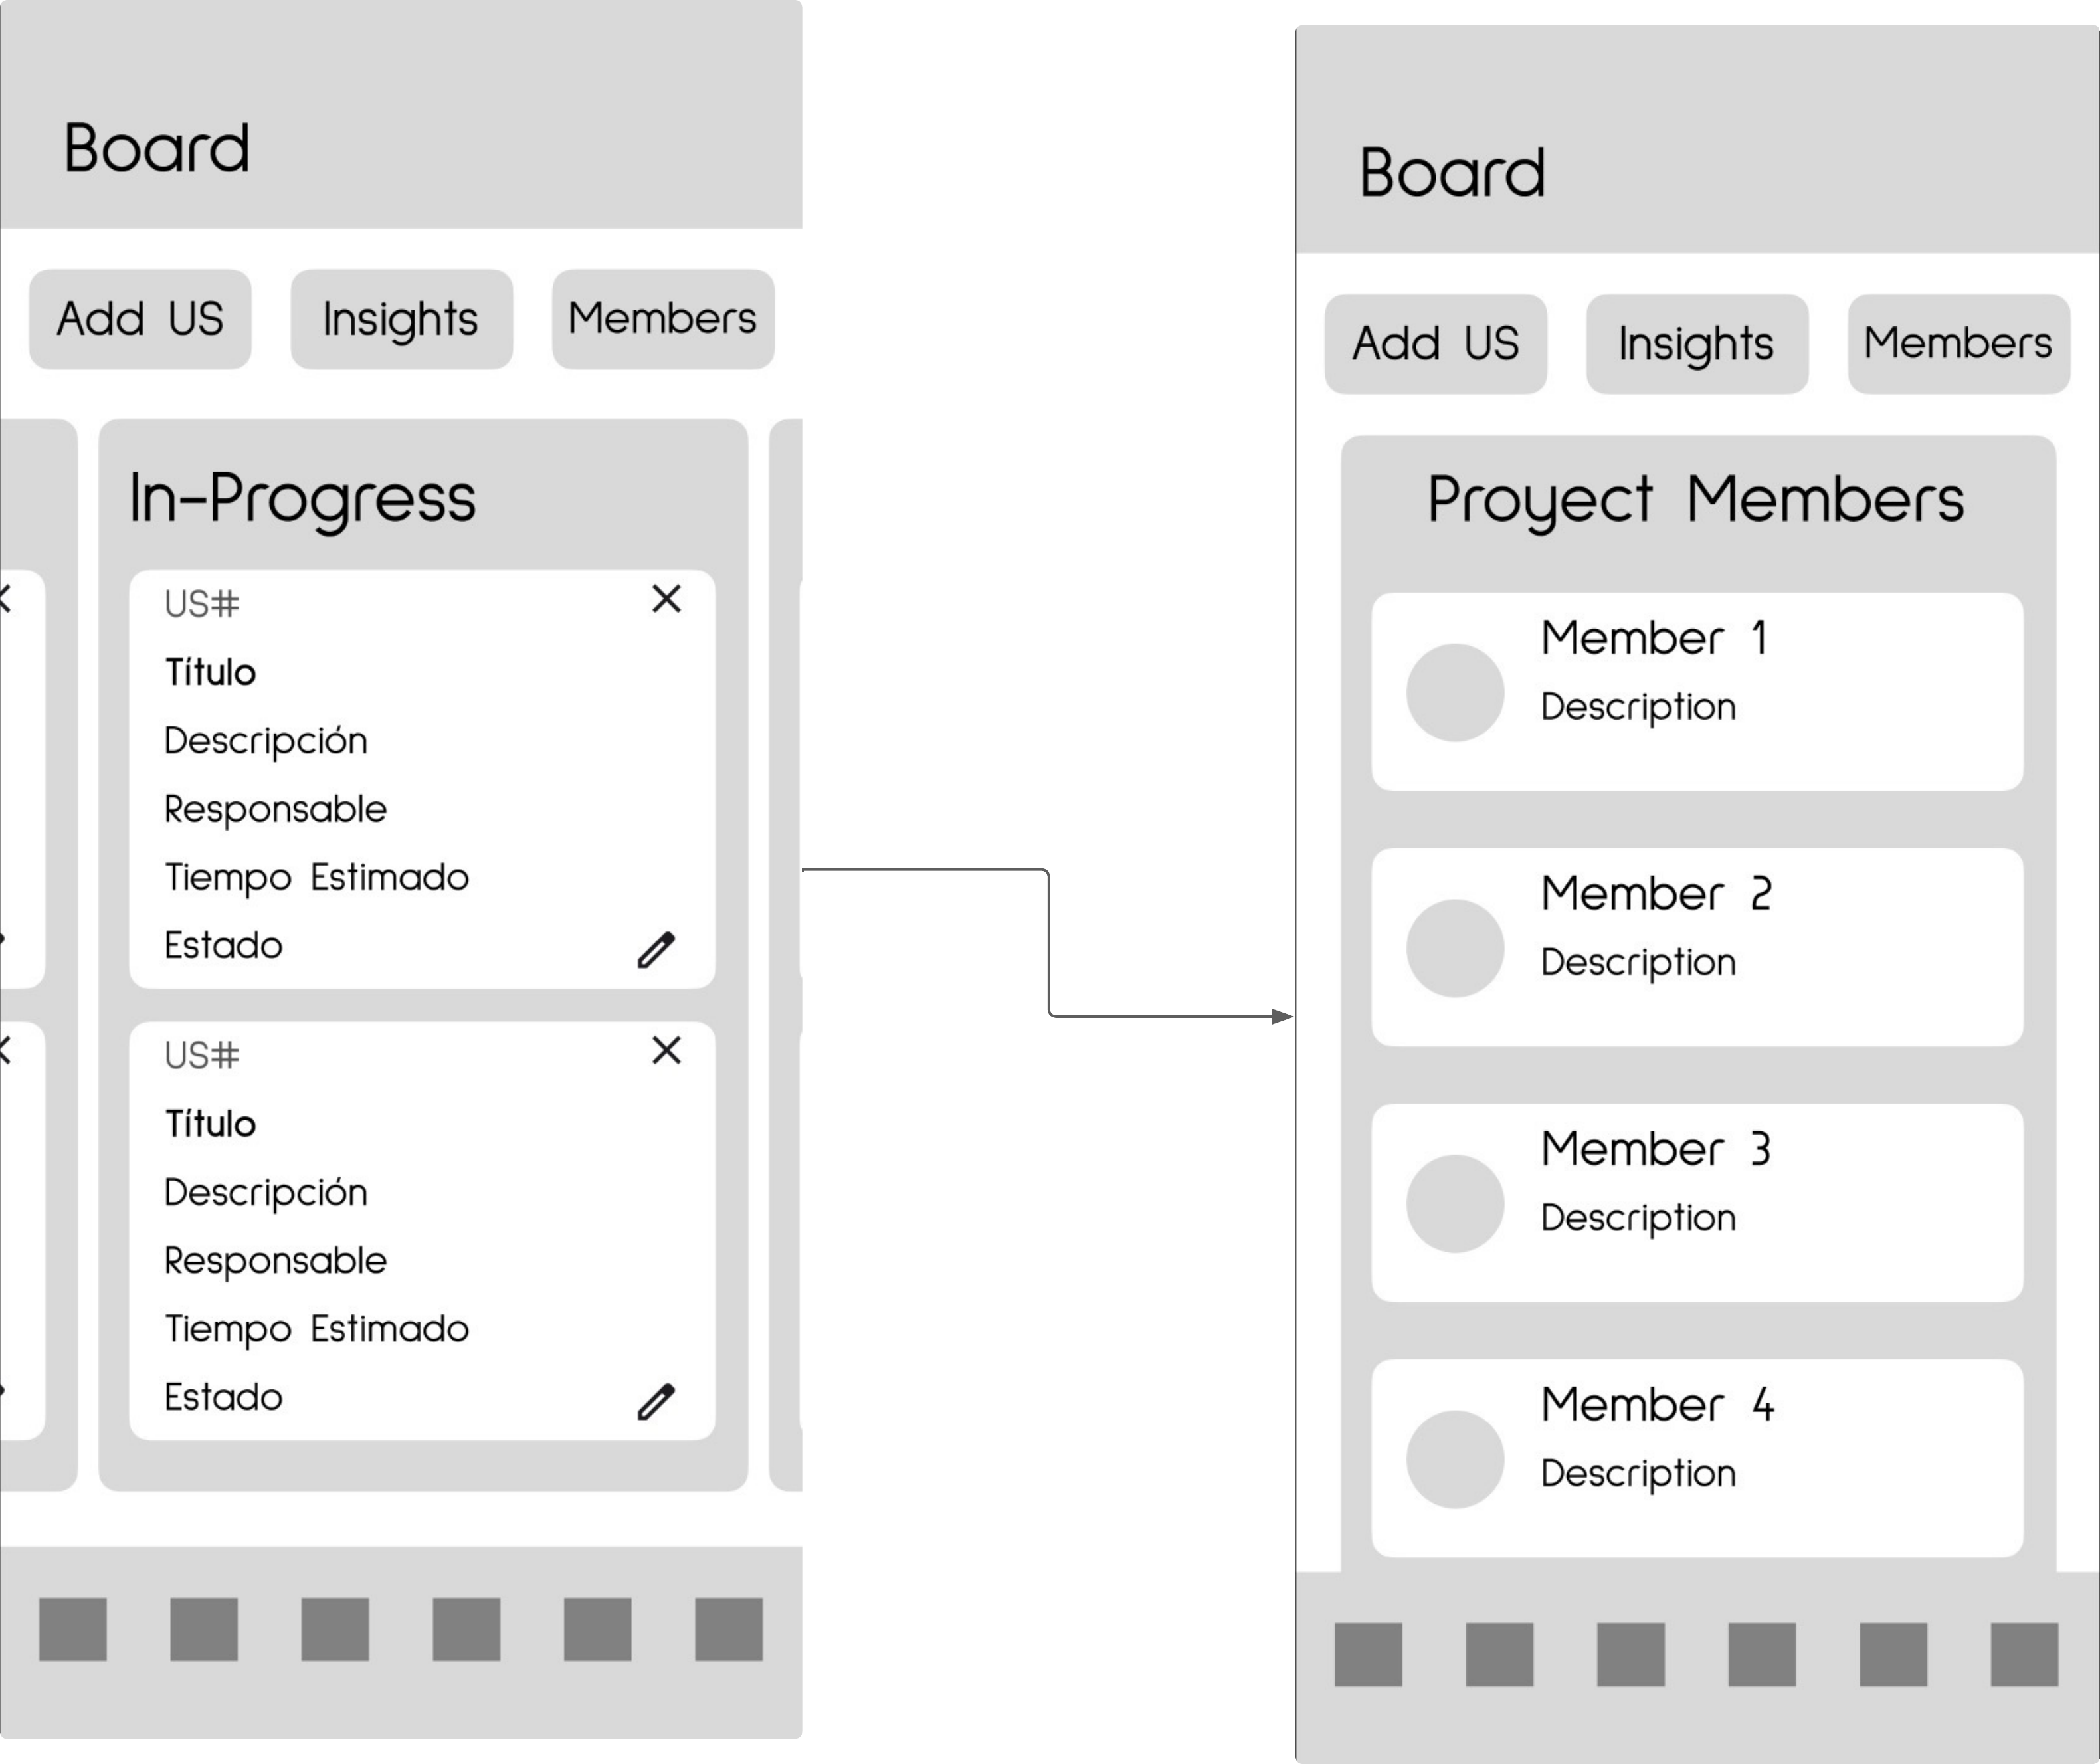 Board
Add US
Insights
Members
In-Progress
US#
Título
Descripción
Responsable
Tiempo Estimado
Estado
US#
Título
Descripción
Responsable
Tiempo Estimado
Estado
Board
Add US
Insights
Members
Proyect Members
Member 1
Description
Member 2
Description
Member 3
Description
Member 4
Description